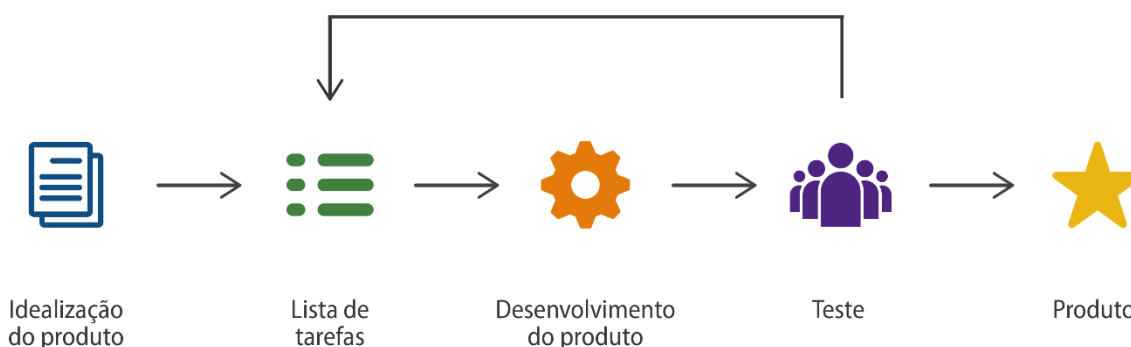 Idealização
do produto
Lista de
tarefas
Desenvolvimento
do produto
Teste
Produto